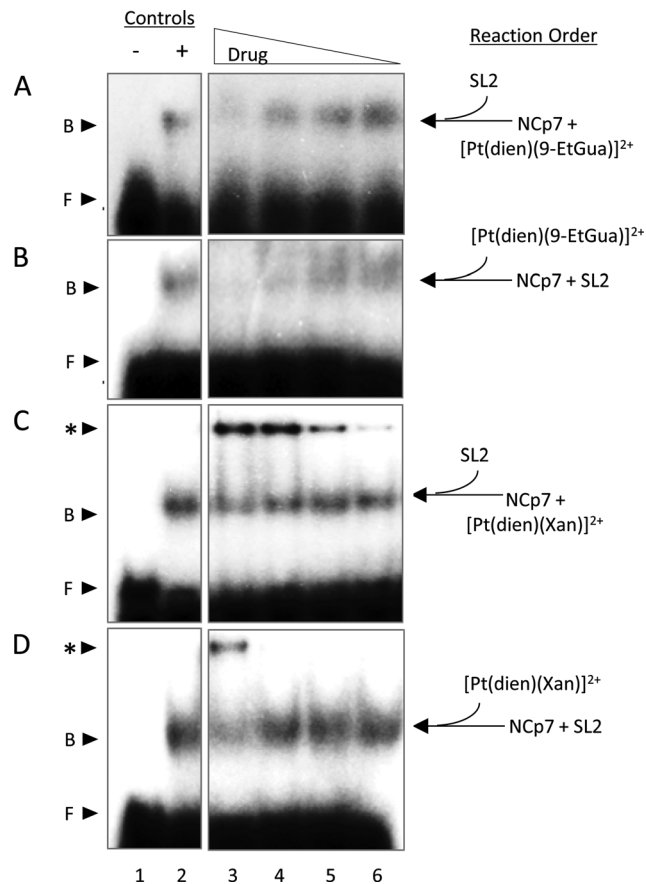 Controls
- +
Drug
Reaction Order
A
B
F
SL2
NCp7 +
[Pt(dien)(9-EtGua)]²⁺
B
B
F
[Pt(dien)(9-EtGua)]²⁺
NCp7 + SL2
C
*
B
F
SL2
NCp7 +
[Pt(dien)(Xan)]²⁺
D
*
B
F
[Pt(dien)(Xan)]²⁺
NCp7 + SL2
1 2 3 4 5 6